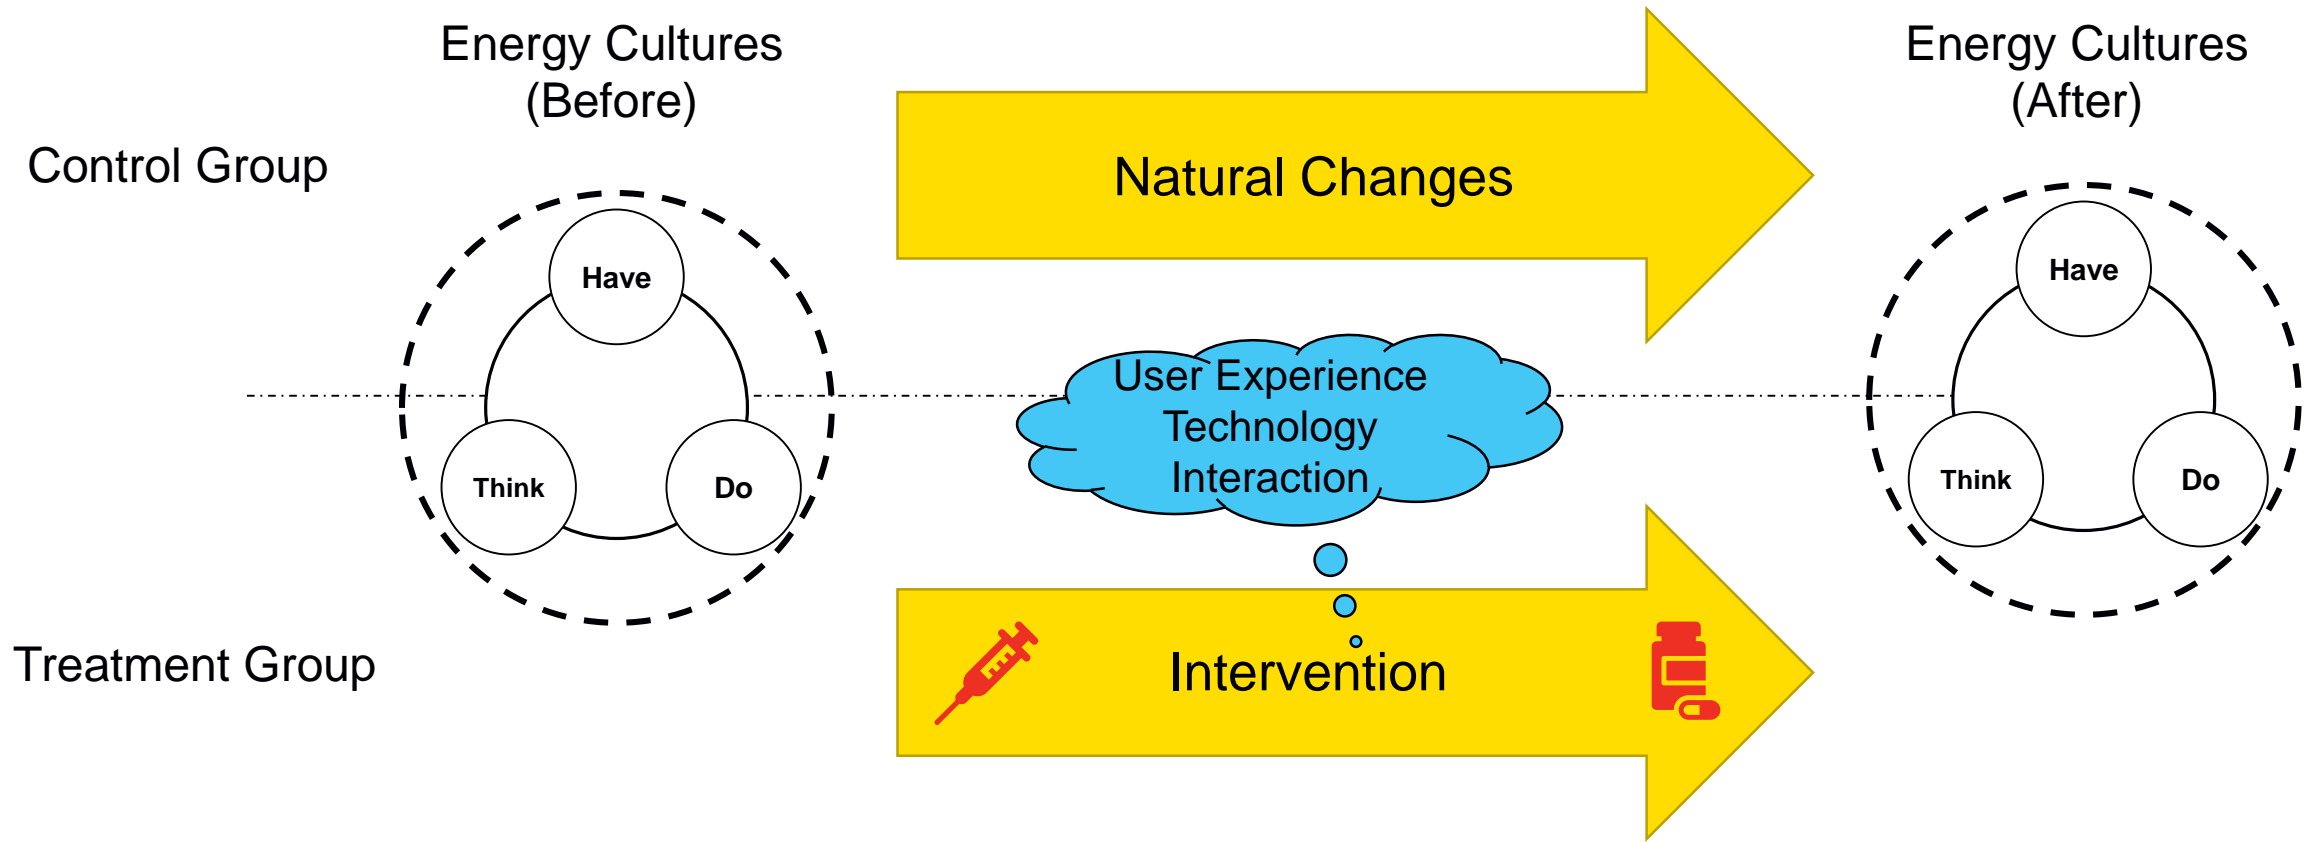 Energy Cultures
(Before)
Energy Cultures
(After)
Control Group
Natural Changes
Have
Think
Do
User Experience
Technology
Interaction
Have
Think
Do
Treatment Group
Intervention